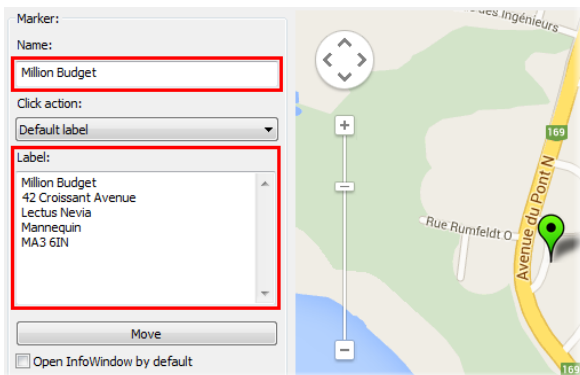 Marker:
Name:
Million Budget
Click action:
Default label
Label:
Million Budget
42 Croissant Avenue
Lectus Nevia
Mannequin
MA3 6IN
Move
Open InfoWindow by default
des Ingénieurs
169
Avenue du Pont N
Rue Rumfeldt O
169